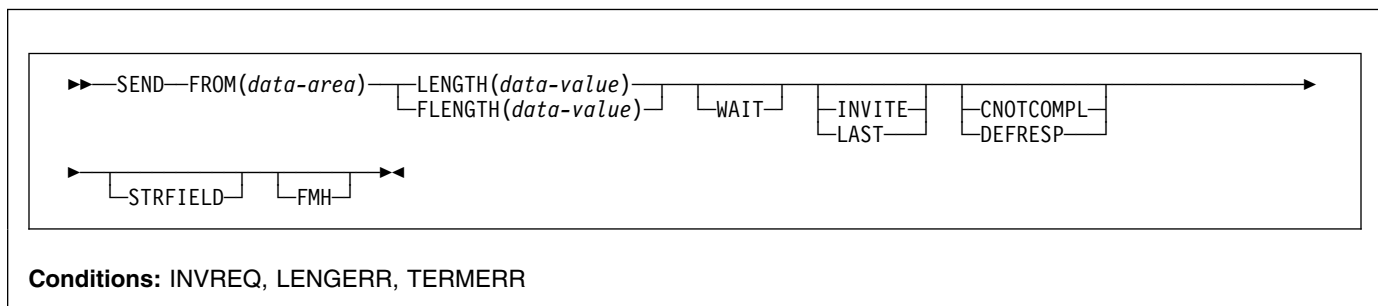 SEND FROM(data-area) LENGTH(data-value) WAIT INVITE CNOTCOMPL
FLENGTH(data-value) LAST DEFRESP
STRFIELD FMH
Conditions: INVREQ, LENGERR, TERMERR